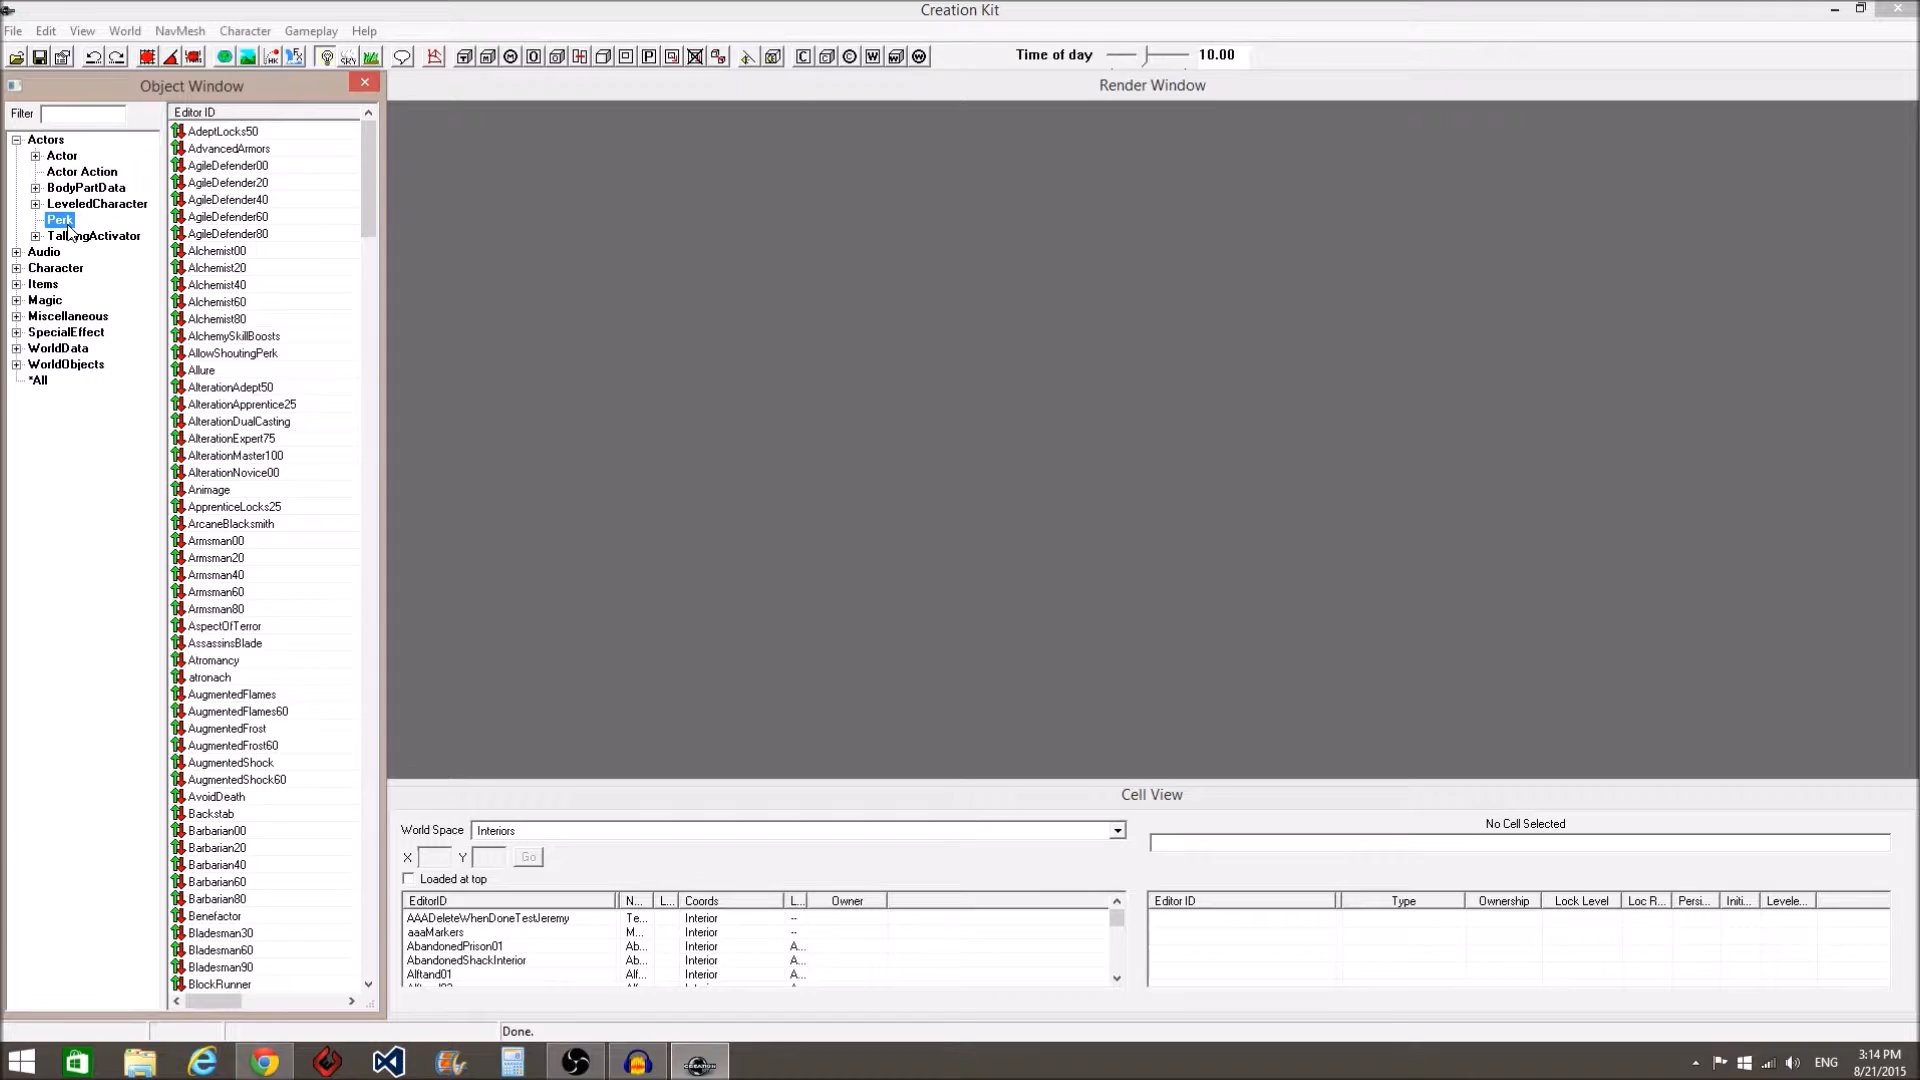 Creation Kit
File Edit View World NavMesh Character Gameplay Help
Time of day 10.00
Object Window
Render Window
Filter
Editor ID
Actors
Actor
Actor Action
BodyPartData
LeveledCharacter
Perk
Audio
Character
Items
Magic
Miscellaneous
SpecialEffect
WorldData
WorldObjects
*All
AdeptLocks50
AdvancedArmors
AgileDefender00
AgileDefender20
AgileDefender40
AgileDefender60
AgileDefender80
Alchemist00
Alchemist20
Alchemist40
Alchemist60
Alchemist80
AlchemySkillBoosts
AllowShoutingPerk
Allure
AlterationAdept50
AlterationApprentice25
AlterationDualCasting
AlterationExpert75
AlterationMaster100
AlterationNovice00
Animage
ApprenticeLocks25
ArcaneBlacksmith
Armsman00
Armsman20
Armsman40
Armsman60
Armsman80
AspectOfTerror
AssassinsBlade
Atromancy
atronach
AugmentedFlames
AugmentedFlames60
AugmentedFrost
AugmentedFrost60
AugmentedShock
AugmentedShock60
AvoidDeath
Backstab
Barbarian00
Barbarian20
Barbarian40
Barbarian60
Barbarian80
Benefactor
Bladesman30
Bladesman60
Bladesman90
BlockRunner
Cell View
World Space Interiors
No Cell Selected
X Y Go
Loaded at top
EditorID N... L... Coords L... Owner
AAADeleteWhenDoneTestJeremy Te... Interior --
aaaMarkers M... Interior --
AbandonedPrison01 Ab... Interior A...
AbandonedShackInterior Ab... Interior A...
Alftand01 Alf... Interior A...
Editor ID Type Ownership Lock Level Loc R... Persi... Initi... Levele...
Done.
ENG
3:14 PM
8/21/2015